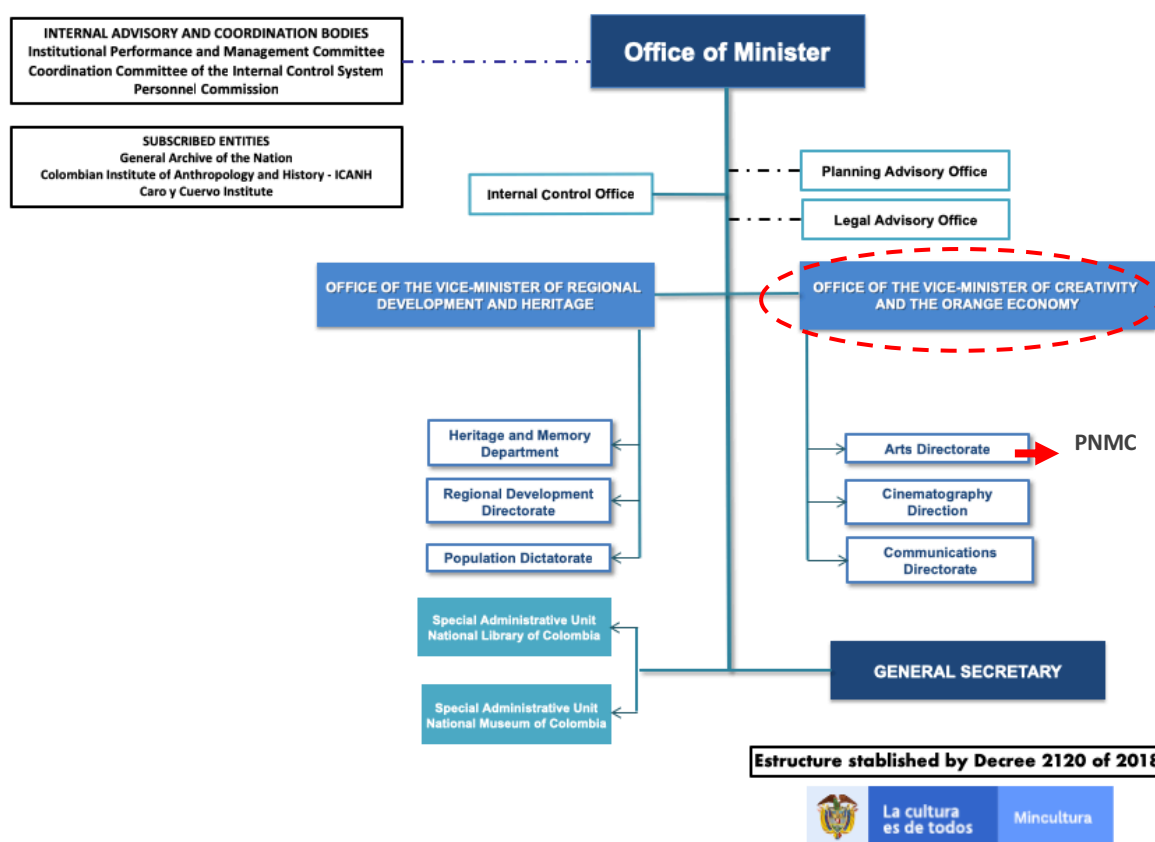 INTERNAL ADVISORY AND COORDINATION BODIES
Institutional Performance and Management Committee
Coordination Committee of the Internal Control System
Personnel Commission
Office of Minister
SUBSCRIBED ENTITIES
General Archive of the Nation
Colombian Institute of Anthropology and History - ICANH
Caro y Cuervo Institute
Internal Control Office
Planning Advisory Office
Legal Advisory Office
OFFICE OF THE VICE-MINISTER OF REGIONAL
DEVELOPMENT AND HERITAGE
OFFICE OF THE VICE-MINISTER OF CREATIVITY
AND THE ORANGE ECONOMY
Heritage and Memory
Department
Regional Development
Directorate
Population Dictatorate
Arts Directorate
PNMC
Cinematography
Direction
Communications
Directorate
Special Administrative Unit
National Library of Colombia
Special Administrative Unit
National Museum of Colombia
GENERAL SECRETARY
Estructure stablished by Decree 2120 of 2018
La cultura
es de todos
Mincultura